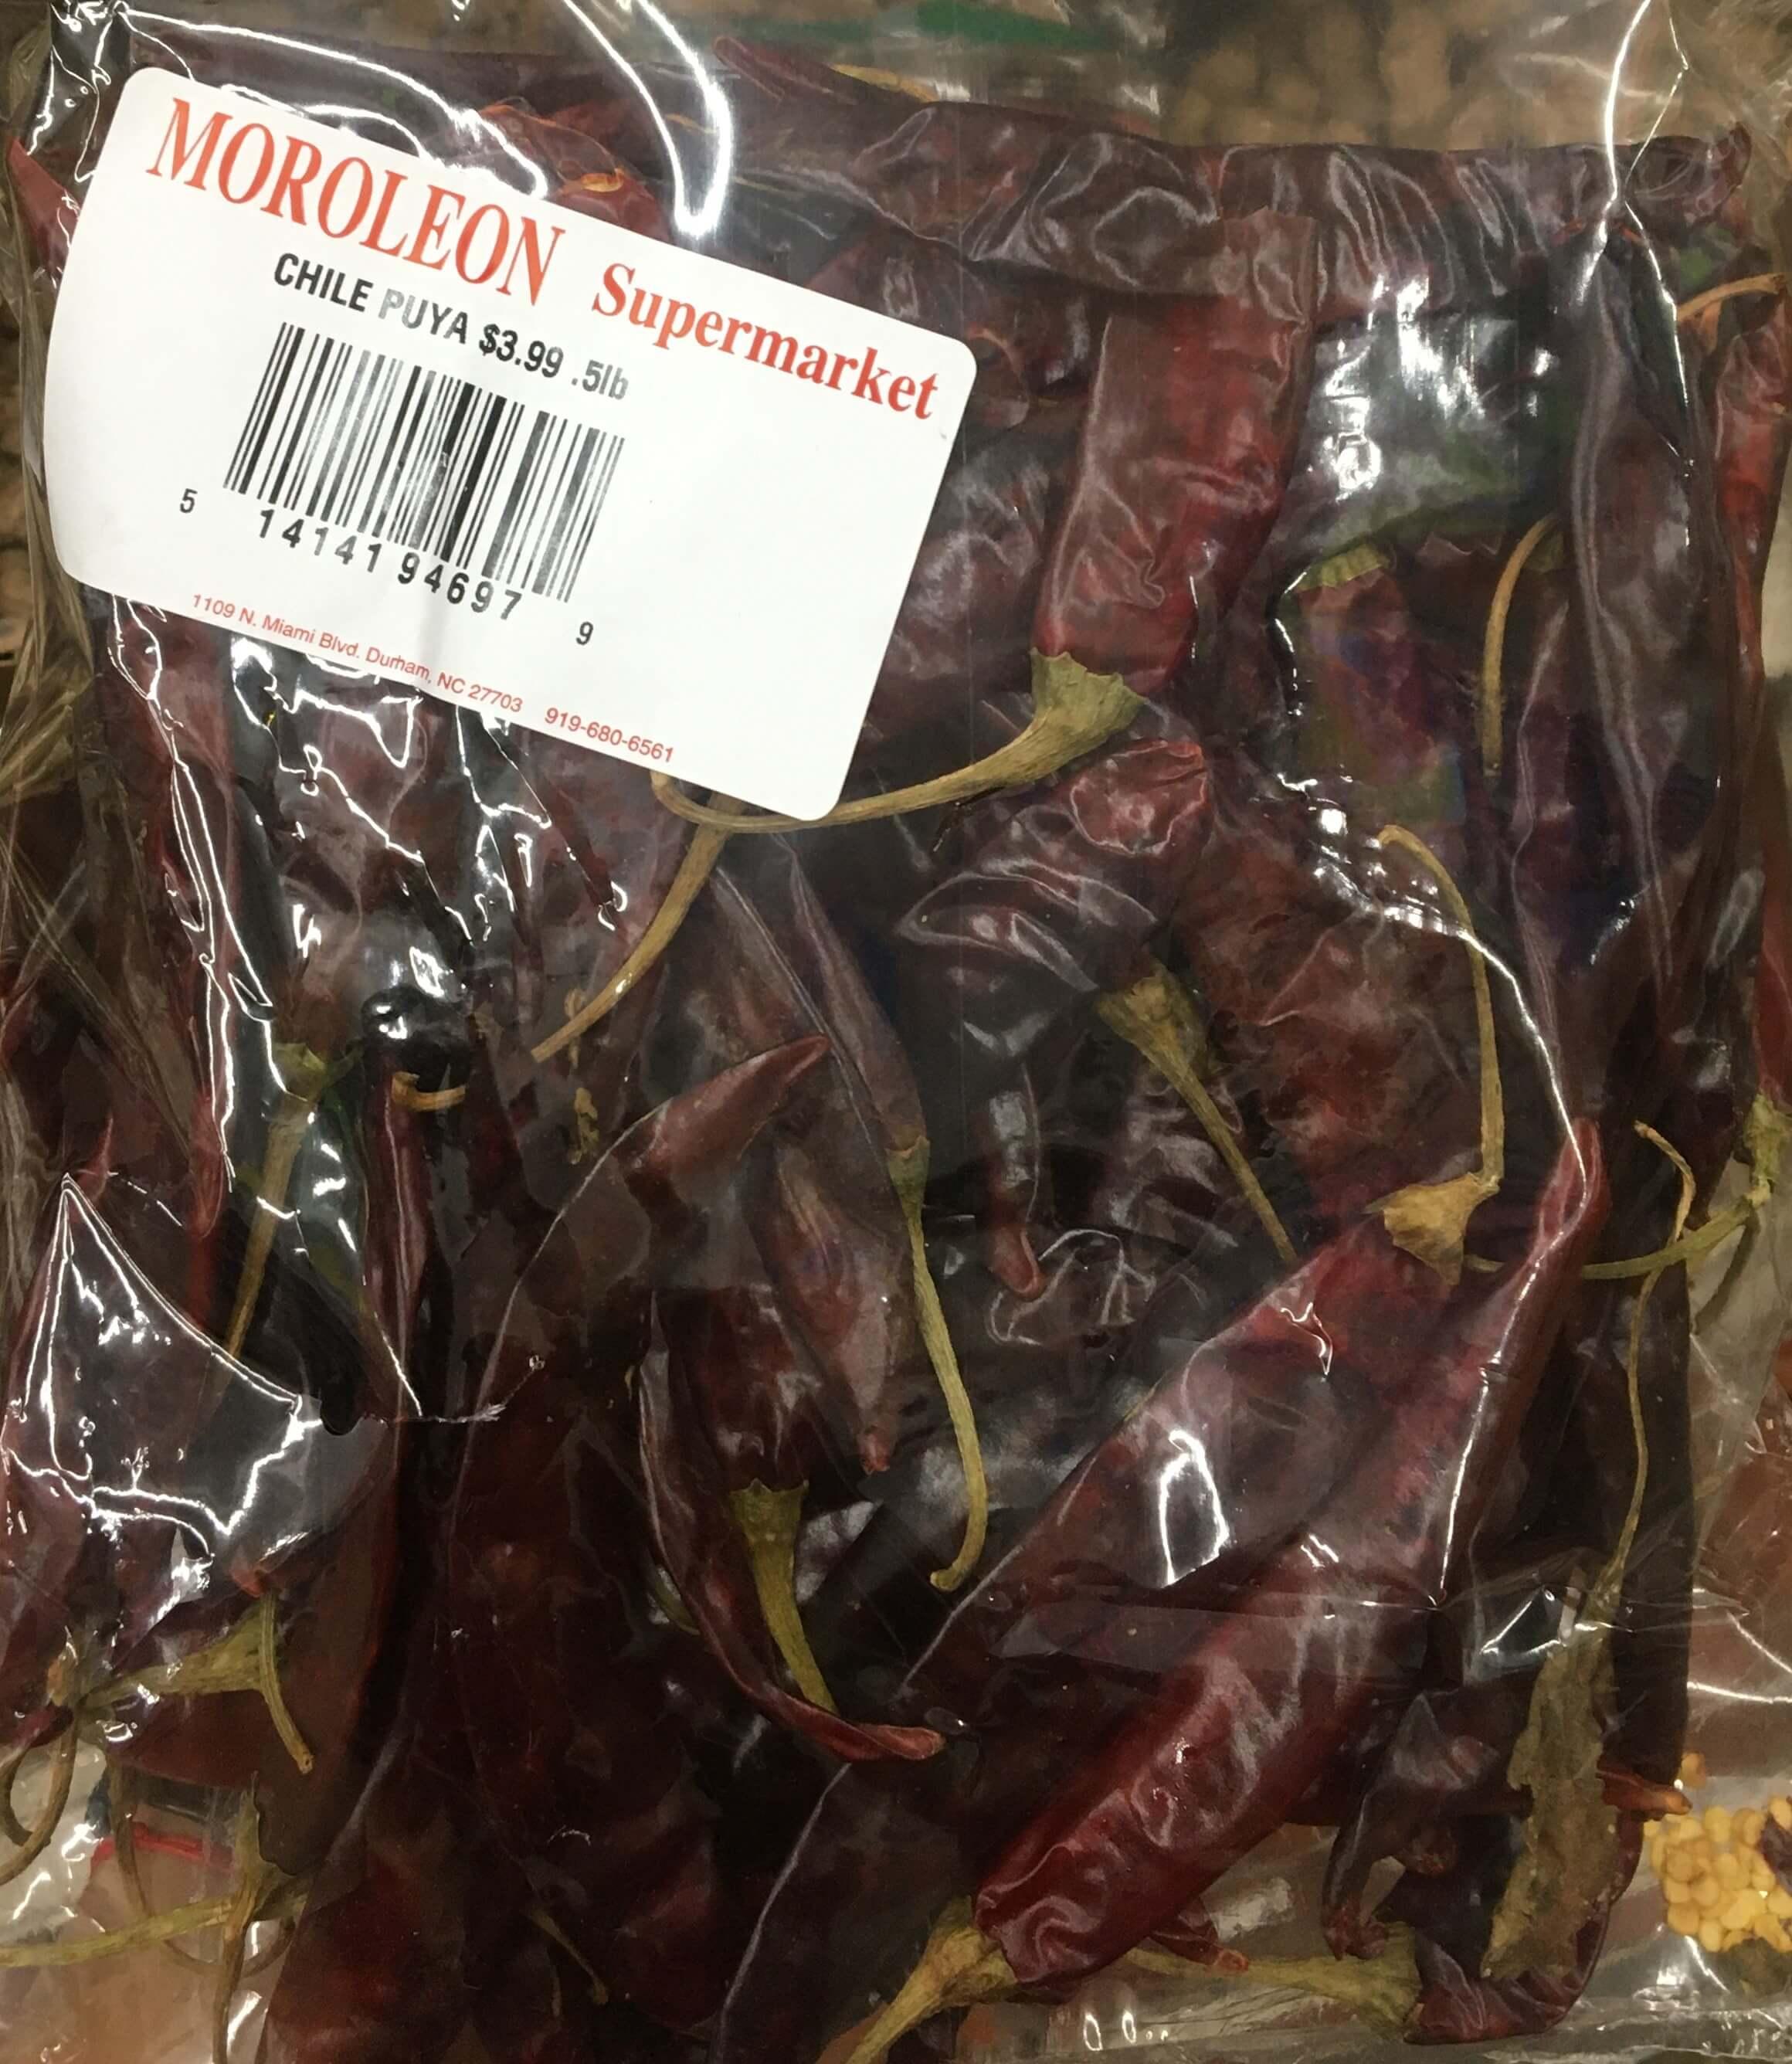 MOROLEON Supermarket
CHILE PUYA $3.99 .5lb
5 14141 94697 9
1109 N. Miami Blvd. Durham, NC 27703 919-680-6561